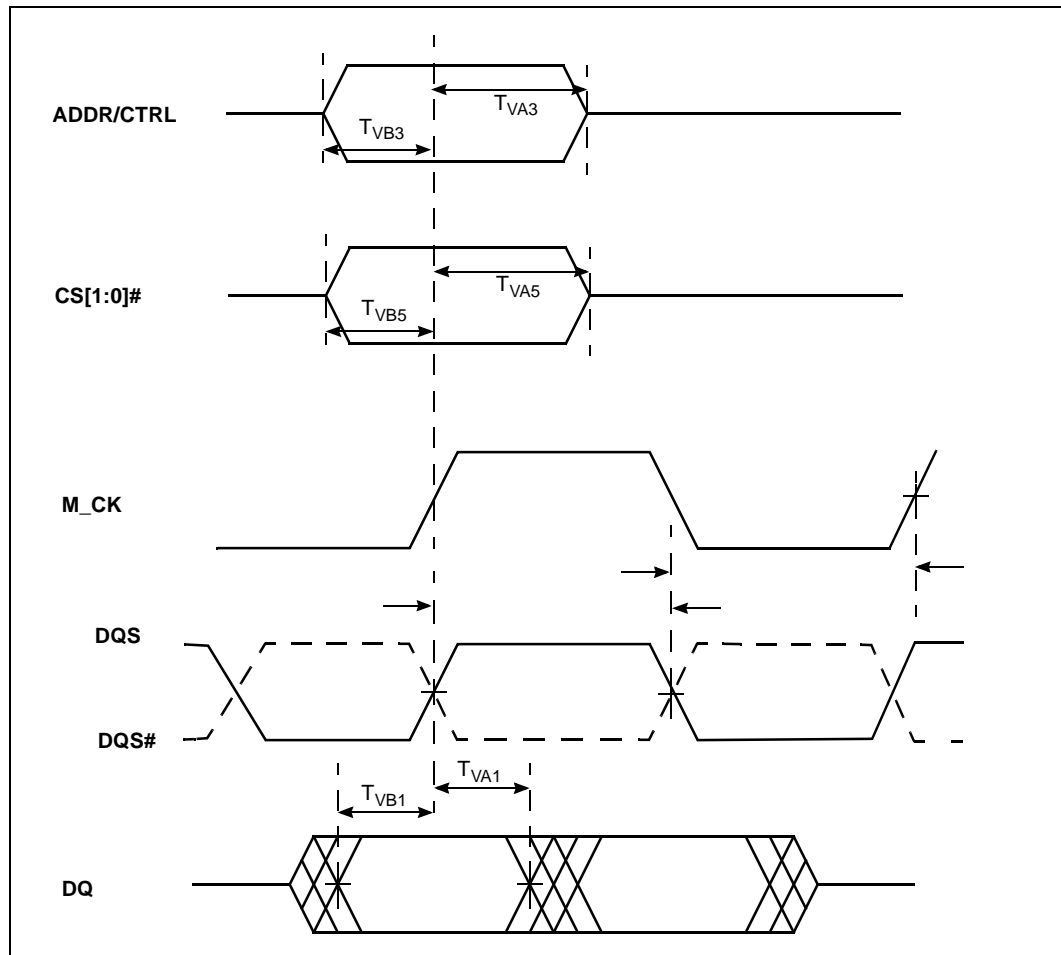 ADDR/CTRL
TVA3
TVB3
CS[1:0]#
TVA5
TVB5
M_CK
DQS
DQS#
TVA1
TVB1
DQ